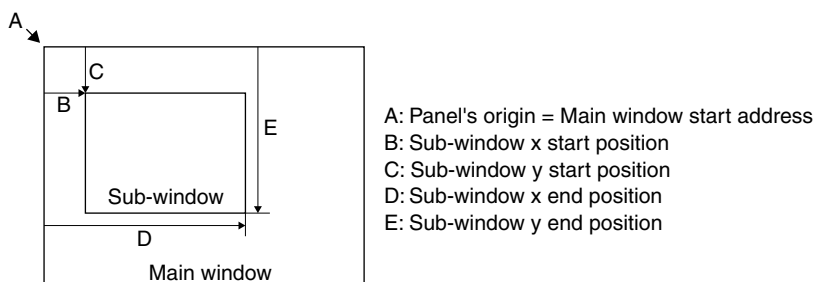 A
C
B
E
Sub-window
D
Main window
A: Panel's origin = Main window start address
B: Sub-window x start position
C: Sub-window y start position
D: Sub-window x end position
E: Sub-window y end position